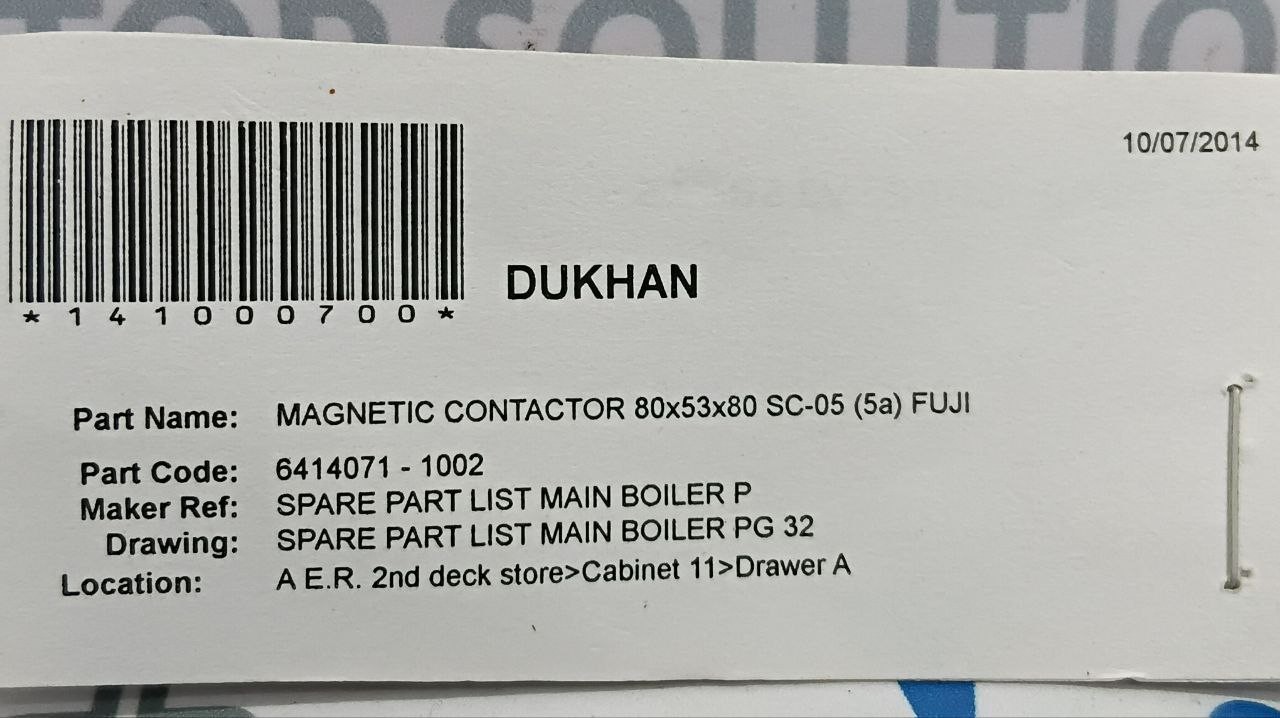 TOP SOLUTIO
10/07/2014
*141000700*
DUKHAN
Part Name: MAGNETIC CONTACTOR 80x53x80 SC-05 (5a) FUJI
Part Code: 6414071 - 1002
Maker Ref: SPARE PART LIST MAIN BOILER P
Drawing: SPARE PART LIST MAIN BOILER PG 32
Location: A E.R. 2nd deck store>Cabinet 11>Drawer A